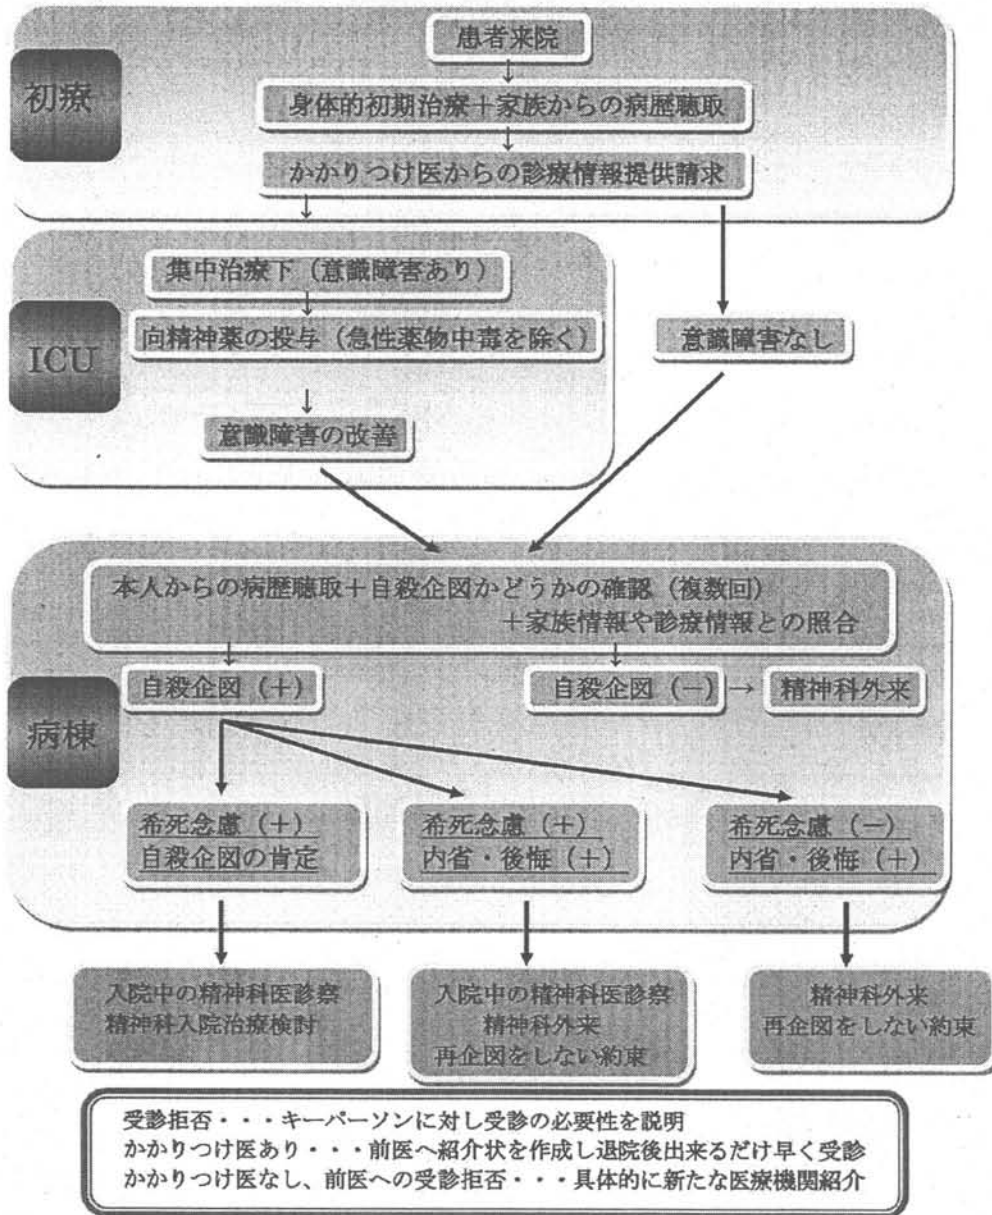 初療
患者来院
↓
身体的初期治療+家族からの病歴聴取
↓
かかりつけ医からの診療情報提供請求
↓
ICU
集中治療下（意識障害あり）
↓
向精神薬の投与（急性薬物中毒を除く）
↓
意識障害の改善
意識障害なし
病棟
本人からの病歴聴取+自殺企図かどうかの確認（複数回）
+家族情報や診療情報との照合
↓ ↓
自殺企図（+） 自殺企図（−）→ 精神科外来
希死念慮（+） 希死念慮（+） 希死念慮（−）
自殺企図の肯定 内省・後悔（+） 内省・後悔（+）
入院中の精神科医診察
精神科入院治療検討
入院中の精神科医診察
精神科外来
再企図をしない約束
精神科外来
再企図をしない約束
受診拒否・・・キーパーソンに対し受診の必要性を説明
かかりつけ医あり・・・前医へ紹介状を作成し退院後出来るだけ早く受診
かかりつけ医なし、前医への受診拒否・・・具体的に新たな医療機関紹介